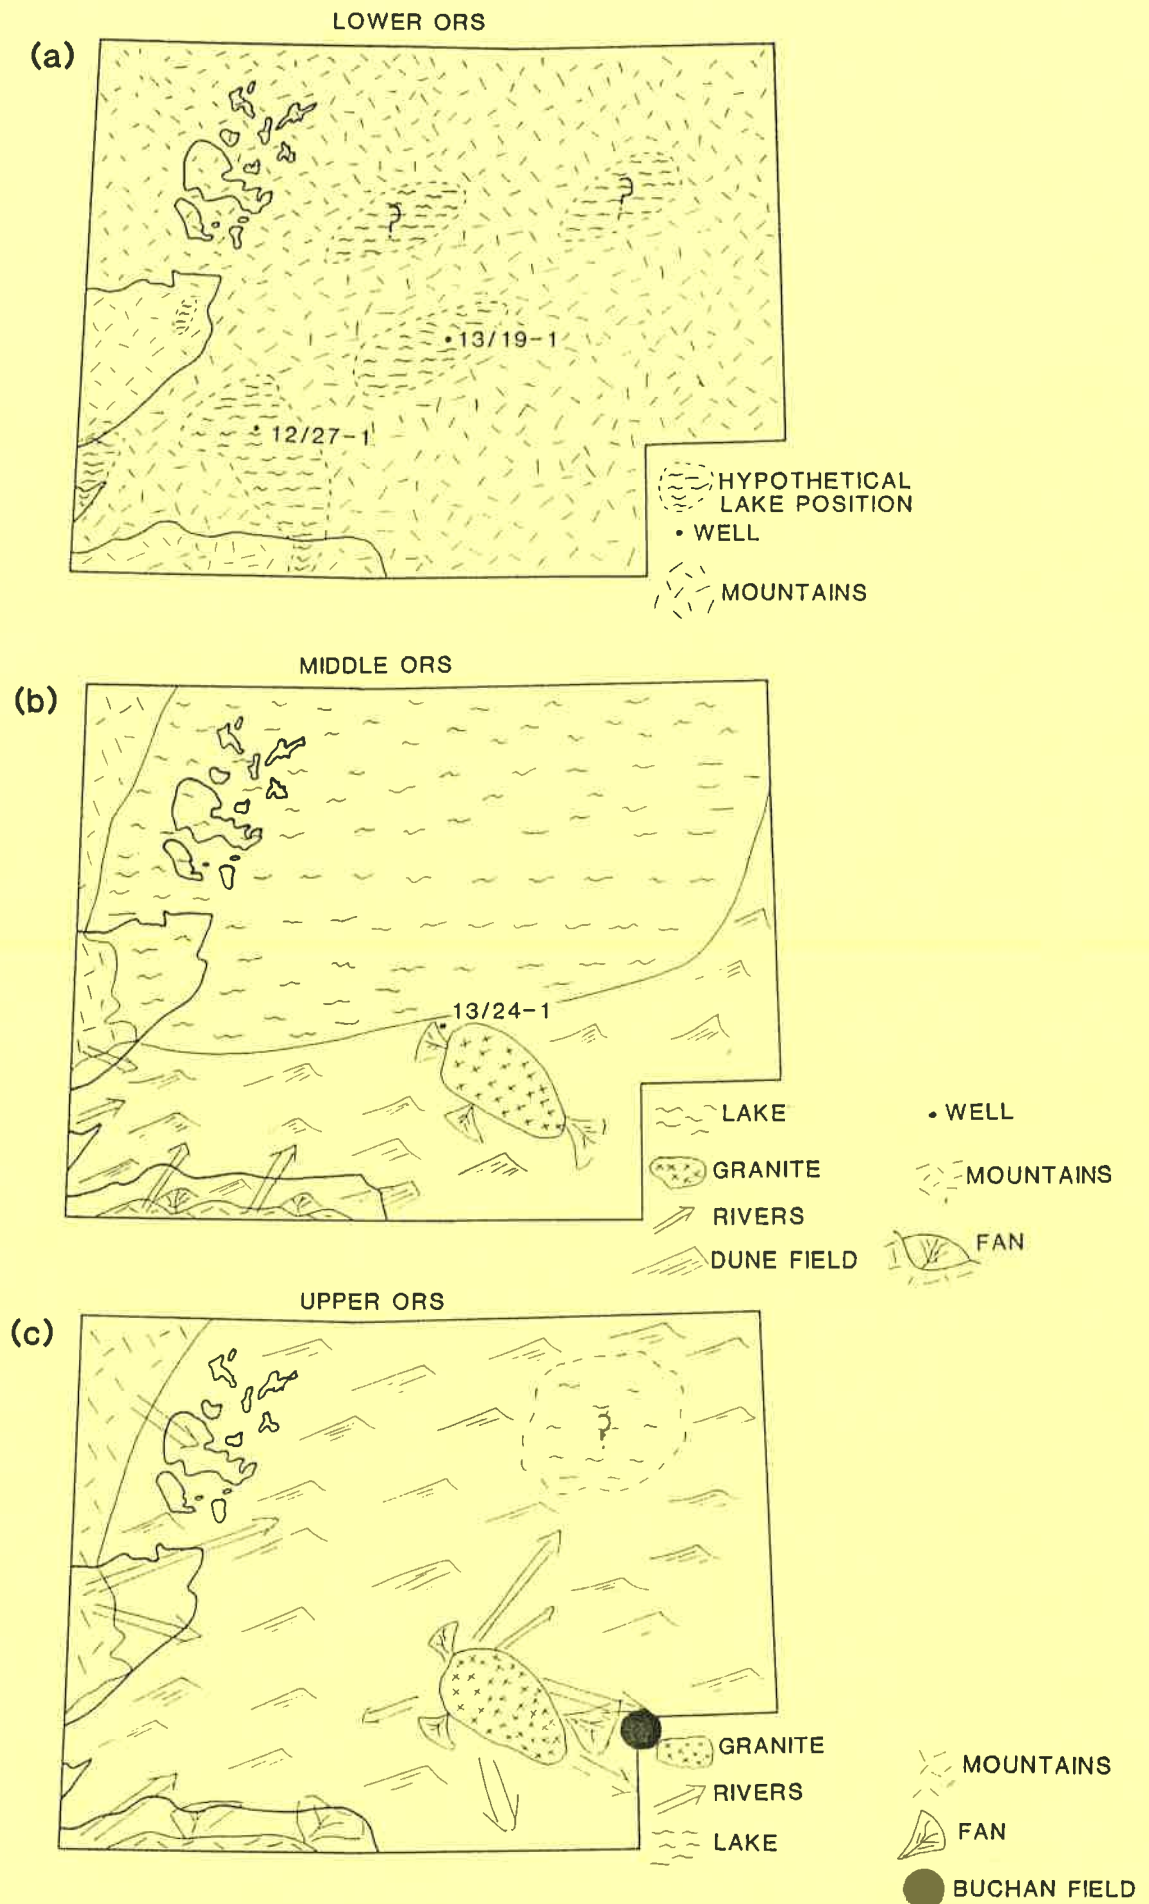 LOWER ORS
(a)
?
?
13/19-1
12/27-1
HYPOTHETICAL
LAKE POSITION
WELL
MOUNTAINS
MIDDLE ORS
(b)
13/24-1
LAKE
WELL
GRANITE
MOUNTAINS
RIVERS
DUNE FIELD
FAN
UPPER ORS
(c)
?
GRANITE
MOUNTAINS
RIVERS
FAN
LAKE
BUCHAN FIELD